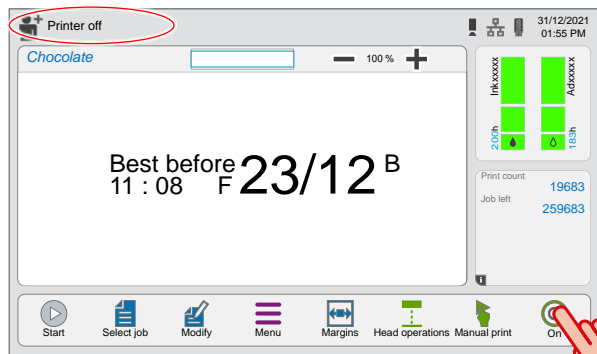 Printer off
31/12/2021
01:55 PM
Chocolate
100 %
Inkxxxxx
Adxxxxx
200h
183h
Best before 23/12 B
11 : 08 F
Print count
19683
Job left
259683
Start
Select job
Modify
Menu
Margins
Head operations
Manual print
On